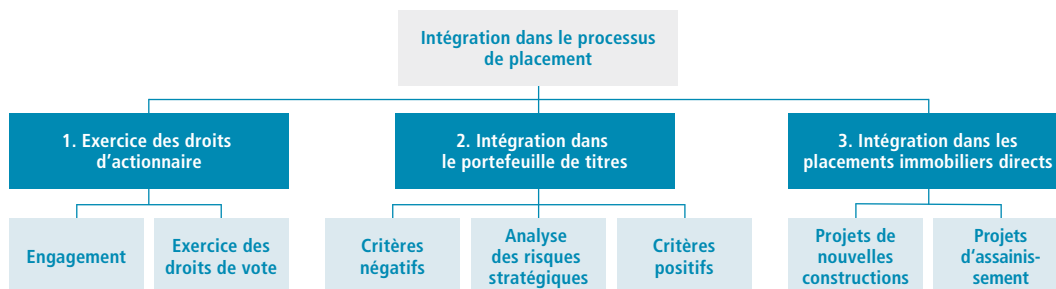 Intégration dans le processus
de placement
1. Exercice des droits
d'actionnaire
2. Intégration dans
le portefeuille de titres
3. Intégration dans les
placements immobiliers directs
Engagement
Exercice des
droits de vote
Critères
négatifs
Analyse
des risques
stratégiques
Critères
positifs
Projets de
nouvelles
constructions
Projets
d'assainis-
sement